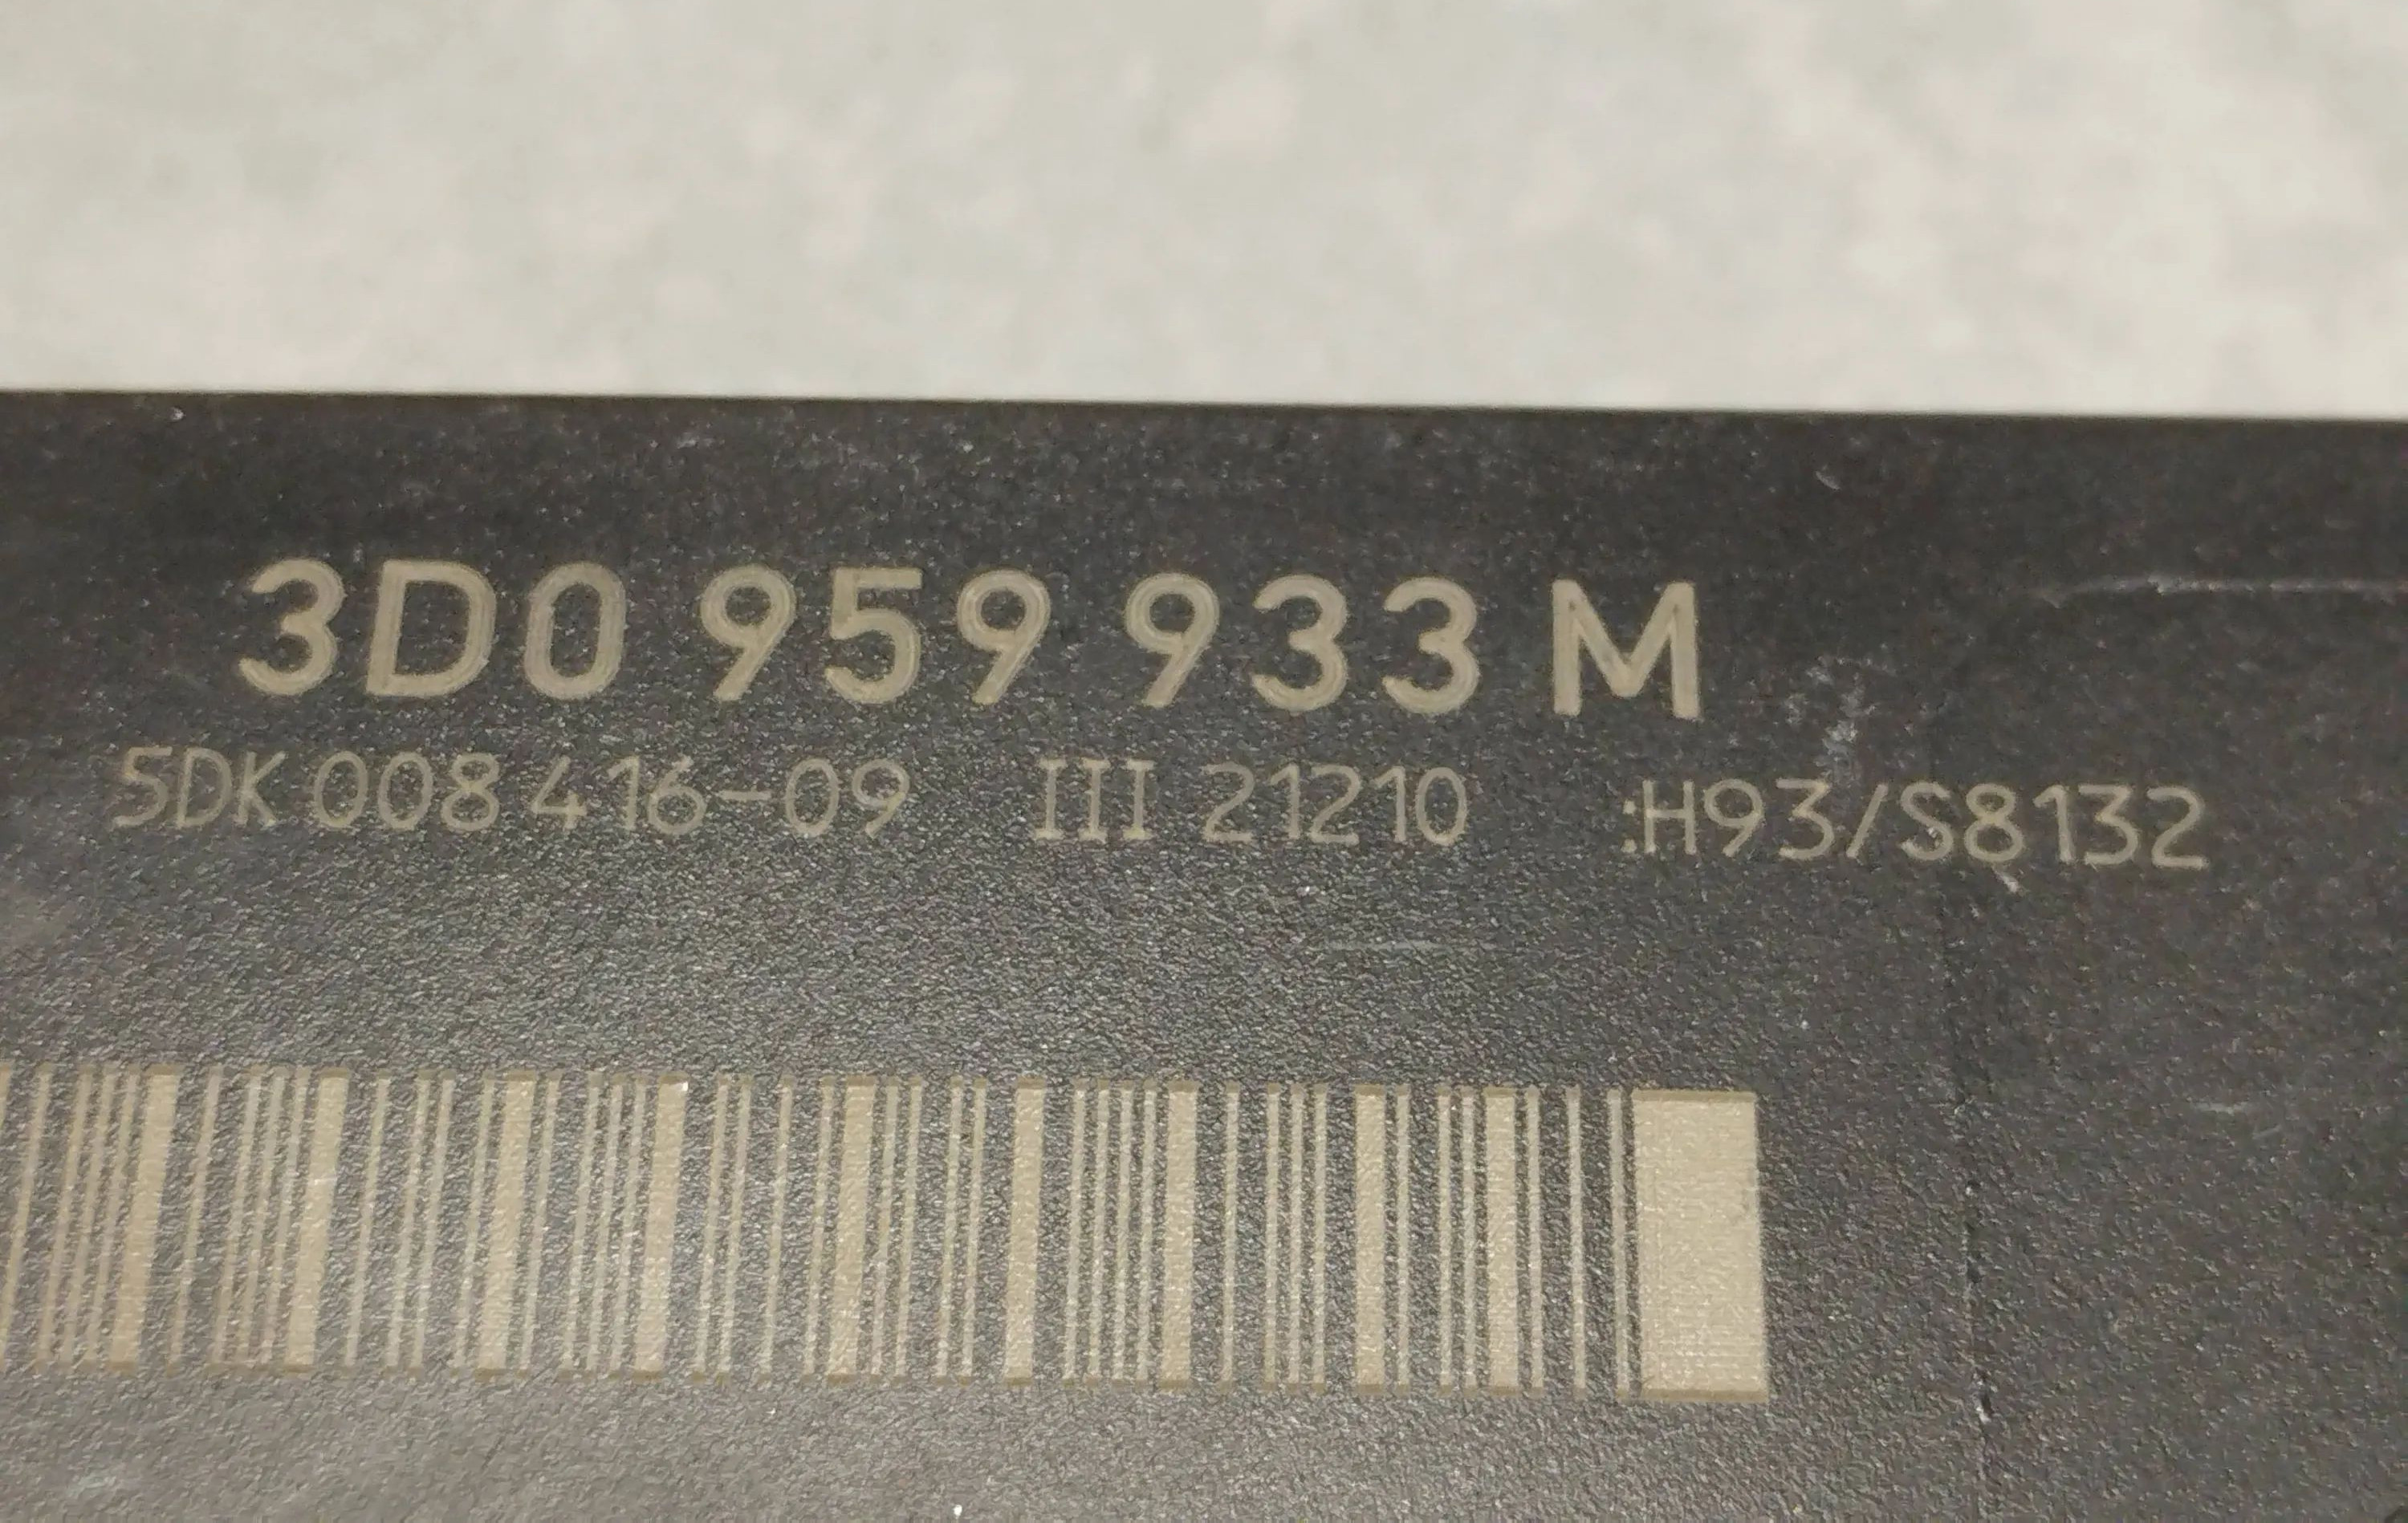 3D0 959 933 M
5DK 008 416-09 III 21210 :H93/S8132